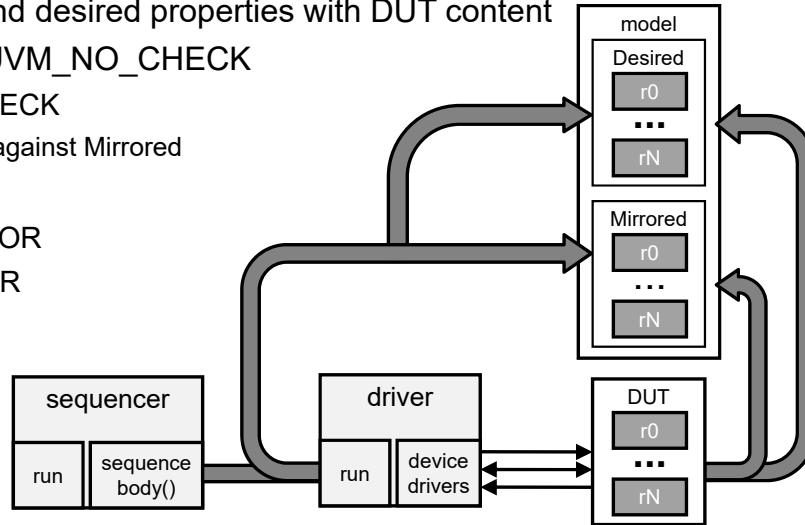 nd desired properties with DUT content
UVM_NO_CHECK
ECK
against Mirrored
OR
R
model
Desired
r0
...
rN
Mirrored
r0
...
rN
sequencer
run
sequence
body()
driver
run
device
drivers
DUT
r0
...
rN